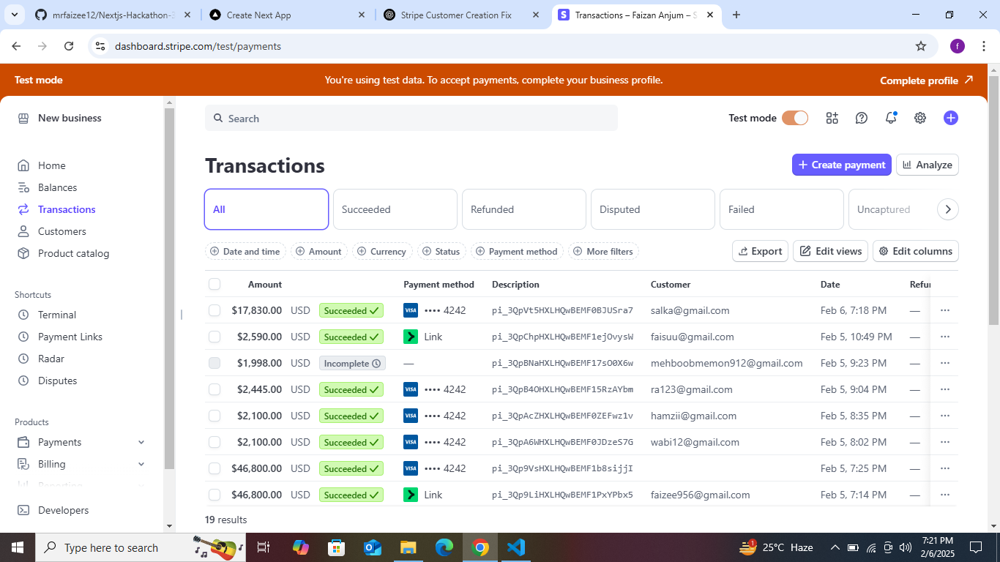 mrfaizee12/Nextjs-Hackathon-3
Create Next App
Stripe Customer Creation Fix
Transactions – Faizan Anjum – S
dashboard.stripe.com/test/payments
f
Test mode
You're using test data. To accept payments, complete your business profile.
Complete profile
New business
Search
Test mode
Home
Balances
Transactions
Customers
Product catalog
Shortcuts
Terminal
Payment Links
Radar
Disputes
Products
Payments
Billing
Reporting
Developers
Transactions
Create payment
Analyze
All
Succeeded
Refunded
Disputed
Failed
Uncaptured
Date and time
Amount
Currency
Status
Payment method
More filters
Export
Edit views
Edit columns
Amount Payment method Description Customer Date Refu
$17,830.00 USD Succeeded VISA •••• 4242 pi_3QpVt5HXLHQwBEMF0BJUSra7 salka@gmail.com Feb 6, 7:18 PM —
$2,590.00 USD Succeeded Link pi_3QpChpHXLHQwBEMF1ejOvysW faisuu@gmail.com Feb 5, 10:49 PM —
$1,998.00 USD Incomplete — pi_3QpBNaHXLHQwBEMF17sO0X6w mehboobmemon912@gmail.com Feb 5, 9:23 PM —
$2,445.00 USD Succeeded VISA •••• 4242 pi_3QpB4OHXLHQwBEMF15RzAYbm ra123@gmail.com Feb 5, 9:04 PM —
$2,100.00 USD Succeeded VISA •••• 4242 pi_3QpAcZHXLHQwBEMF0ZEFwz1v hamzii@gmail.com Feb 5, 8:35 PM —
$2,100.00 USD Succeeded VISA •••• 4242 pi_3QpA6WHXLHQwBEMF0JDzeS7G wabi12@gmail.com Feb 5, 8:02 PM —
$46,800.00 USD Succeeded VISA •••• 4242 pi_3Qp9VsHXLHQwBEMF1b8sijjI Feb 5, 7:25 PM —
$46,800.00 USD Succeeded Link pi_3Qp9LiHXLHQwBEMF1PxYPbx5 faizee956@gmail.com Feb 5, 7:14 PM —
19 results
Type here to search
1
25°C Haze
7:21 PM
2/6/2025